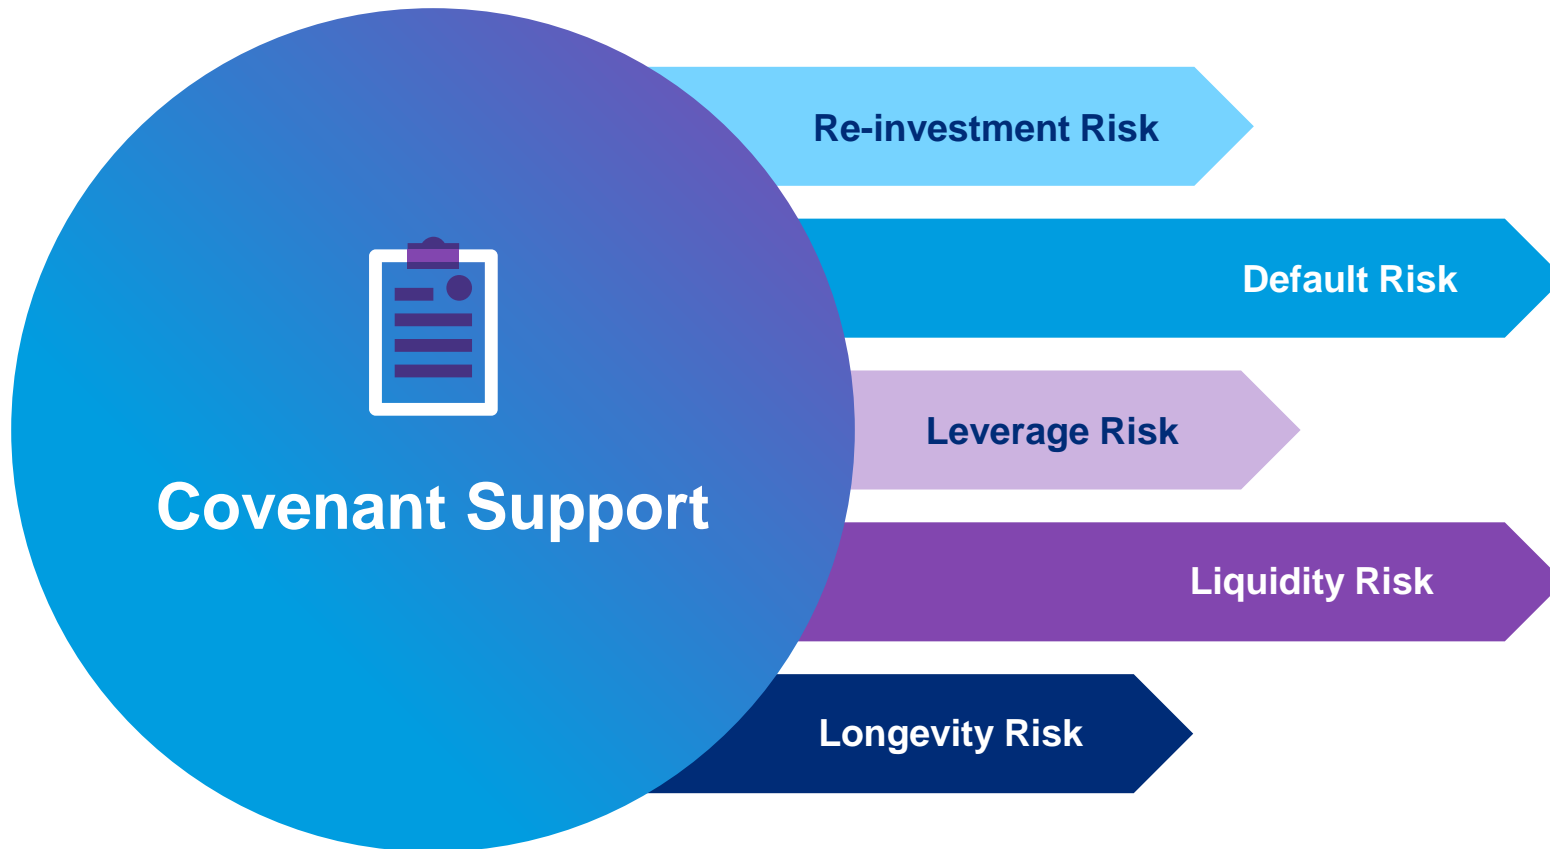 Re-investment Risk
Default Risk
Leverage Risk
Covenant Support
Liquidity Risk
Longevity Risk